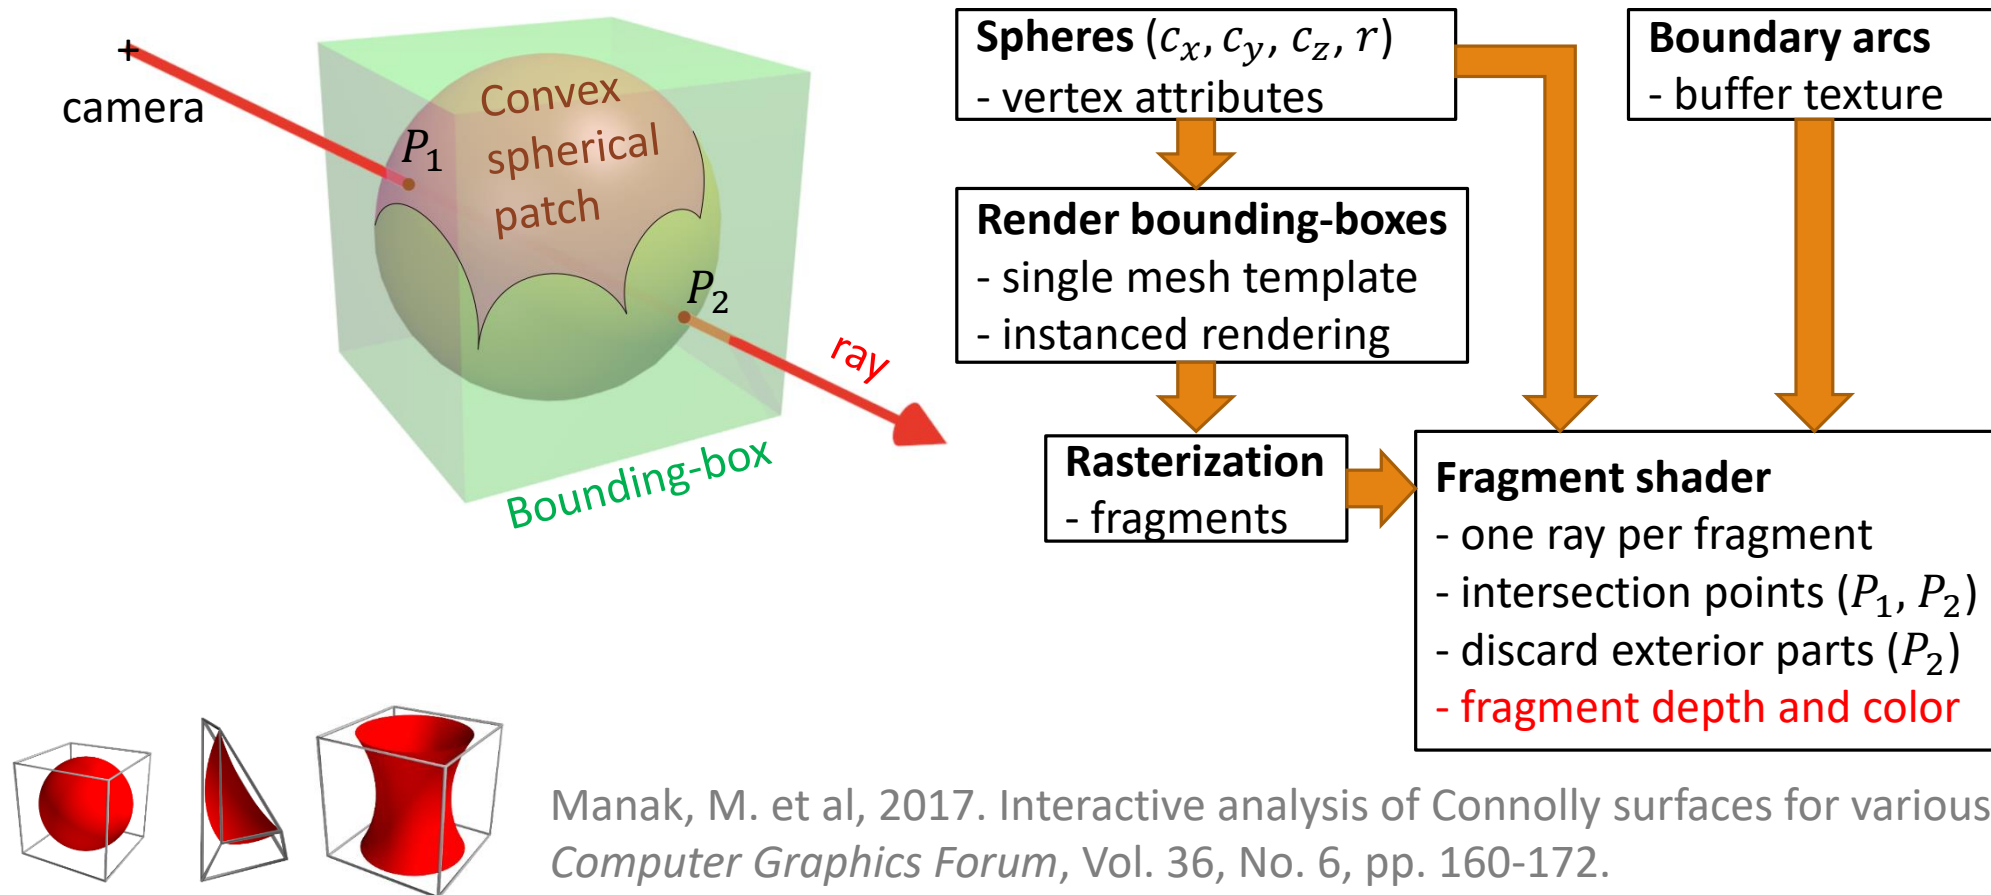 camera
P₁
Convex
spherical
patch
P₂
ray
Bounding-box
Spheres (cₓ, c_y, c_z, r)
- vertex attributes
Boundary arcs
- buffer texture
Render bounding-boxes
- single mesh template
- instanced rendering
Rasterization
- fragments
Fragment shader
- one ray per fragment
- intersection points (P₁, P₂)
- discard exterior parts (P₂)
- fragment depth and color
Manak, M. et al, 2017. Interactive analysis of Connolly surfaces for various
Computer Graphics Forum, Vol. 36, No. 6, pp. 160-172.